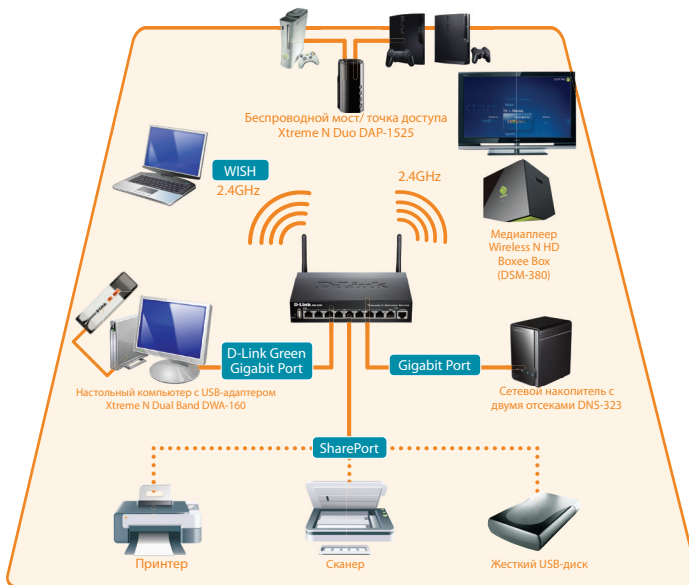 Беспроводной мост/ точка доступа
Xtreme N Duo DAP-1525
WISH
2.4GHz
2.4GHz
Медиаплеер
Wireless N HD
Boxee Box
(DSM-380)
D-Link
D-Link
D-Link Green
Gigabit Port
Gigabit Port
Настольный компьютер с USB-адаптером
Xtreme N Dual Band DWA-160
Сетевой накопитель с
двумя отсеками DNS-323
SharePort
Принтер
Сканер
Жесткий USB-диск